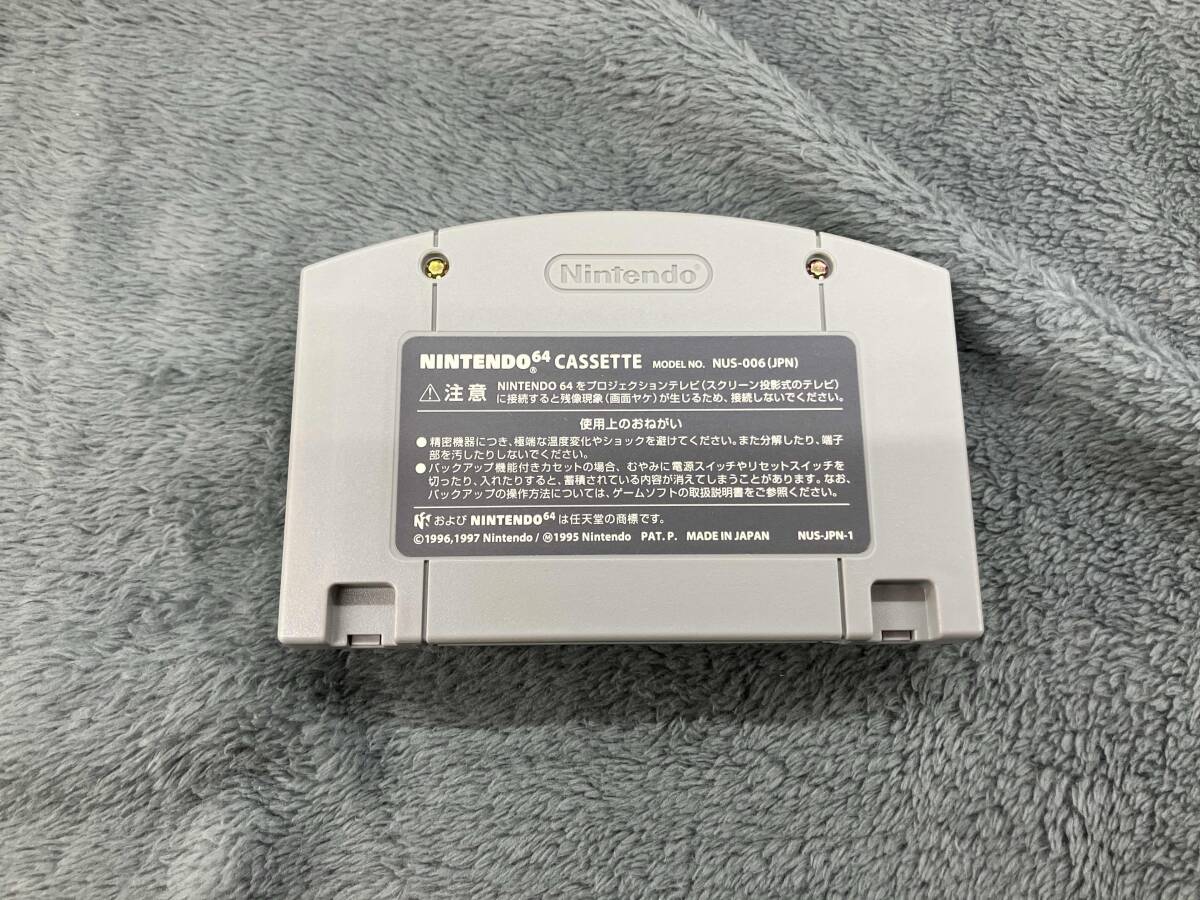 Nintendo
NINTENDO64® CASSETTE MODEL NO. NUS-006(JPN)
⚠ 注意 NINTENDO 64 をプロジェクションテレビ(スクリーン投影式のテレビ)
に接続すると残像現象(画面ヤケ)が生じるため、接続しないでください。
使用上のおねがい
●精密機器につき、極端な温度変化やショックを避けてください。また分解したり、端子
部を汚したりしないでください。
●バックアップ機能付きカセットの場合、むやみに電源スイッチやリセットスイッチを
切ったり、入れたりすると、蓄積されている内容が消えてしまうことがあります。なお、
バックアップの操作方法については、ゲームソフトの取扱説明書をご参照ください。
および NINTENDO64 は任天堂の商標です。
©1996,1997 Nintendo/Ⓜ1995 Nintendo PAT.P. MADE IN JAPAN NUS-JPN-1